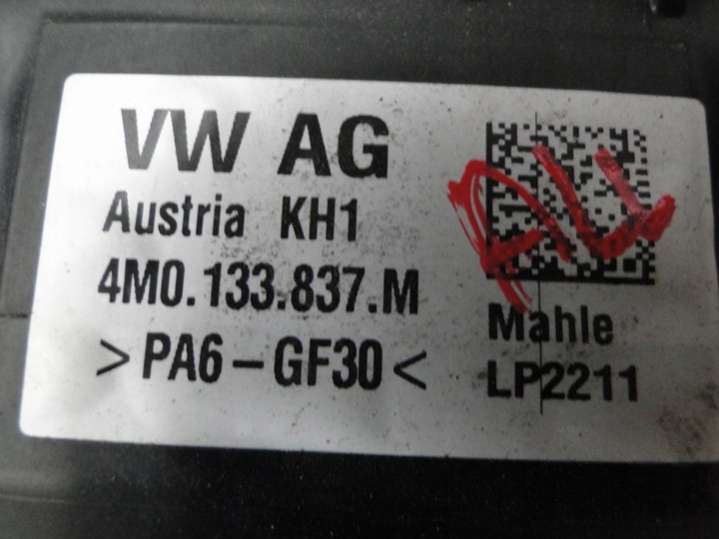 VW AG
Austria KH1
4M0.133.837.M
>PA6-GF30<
Mahle
LP2211